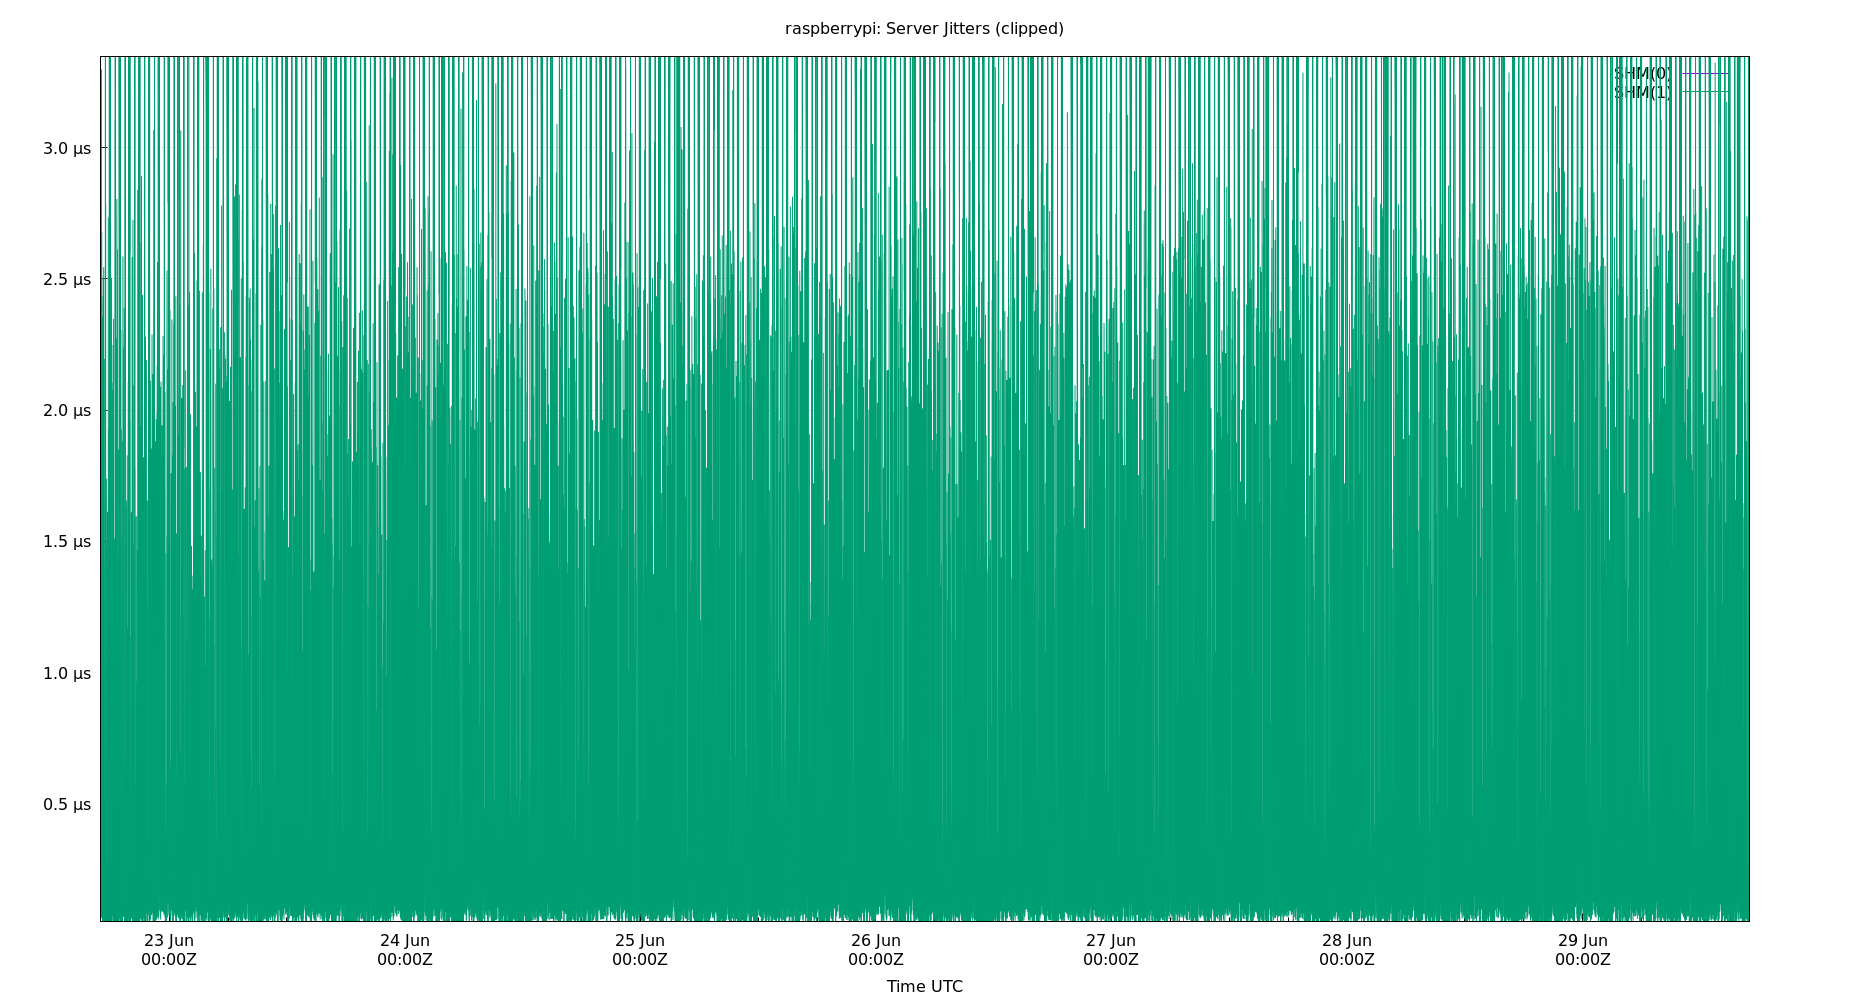 raspberrypi: Server Jitters (clipped)
SHM(0)
SHM(1)
3.0 µs
2.5 µs
2.0 µs
1.5 µs
1.0 µs
0.5 µs
23 Jun 24 Jun 25 Jun 26 Jun 27 Jun 28 Jun 29 Jun
00:00Z 00:00Z 00:00Z 00:00Z 00:00Z 00:00Z 00:00Z
Time UTC